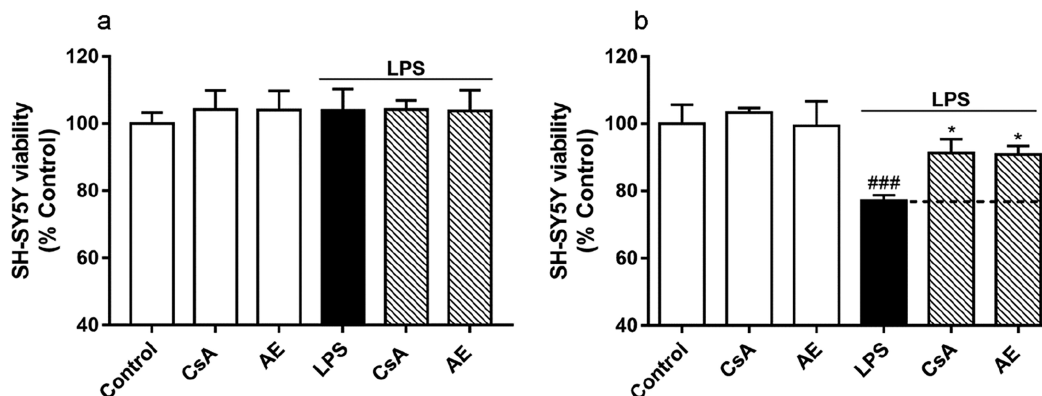 a
SH-SY5Y viability
(% Control)
120
100
80
60
40
LPS
Control
CsA
AE
LPS
CsA
AE
b
SH-SY5Y viability
(% Control)
120
100
80
60
40
LPS
###
*
*
Control
CsA
AE
LPS
CsA
AE